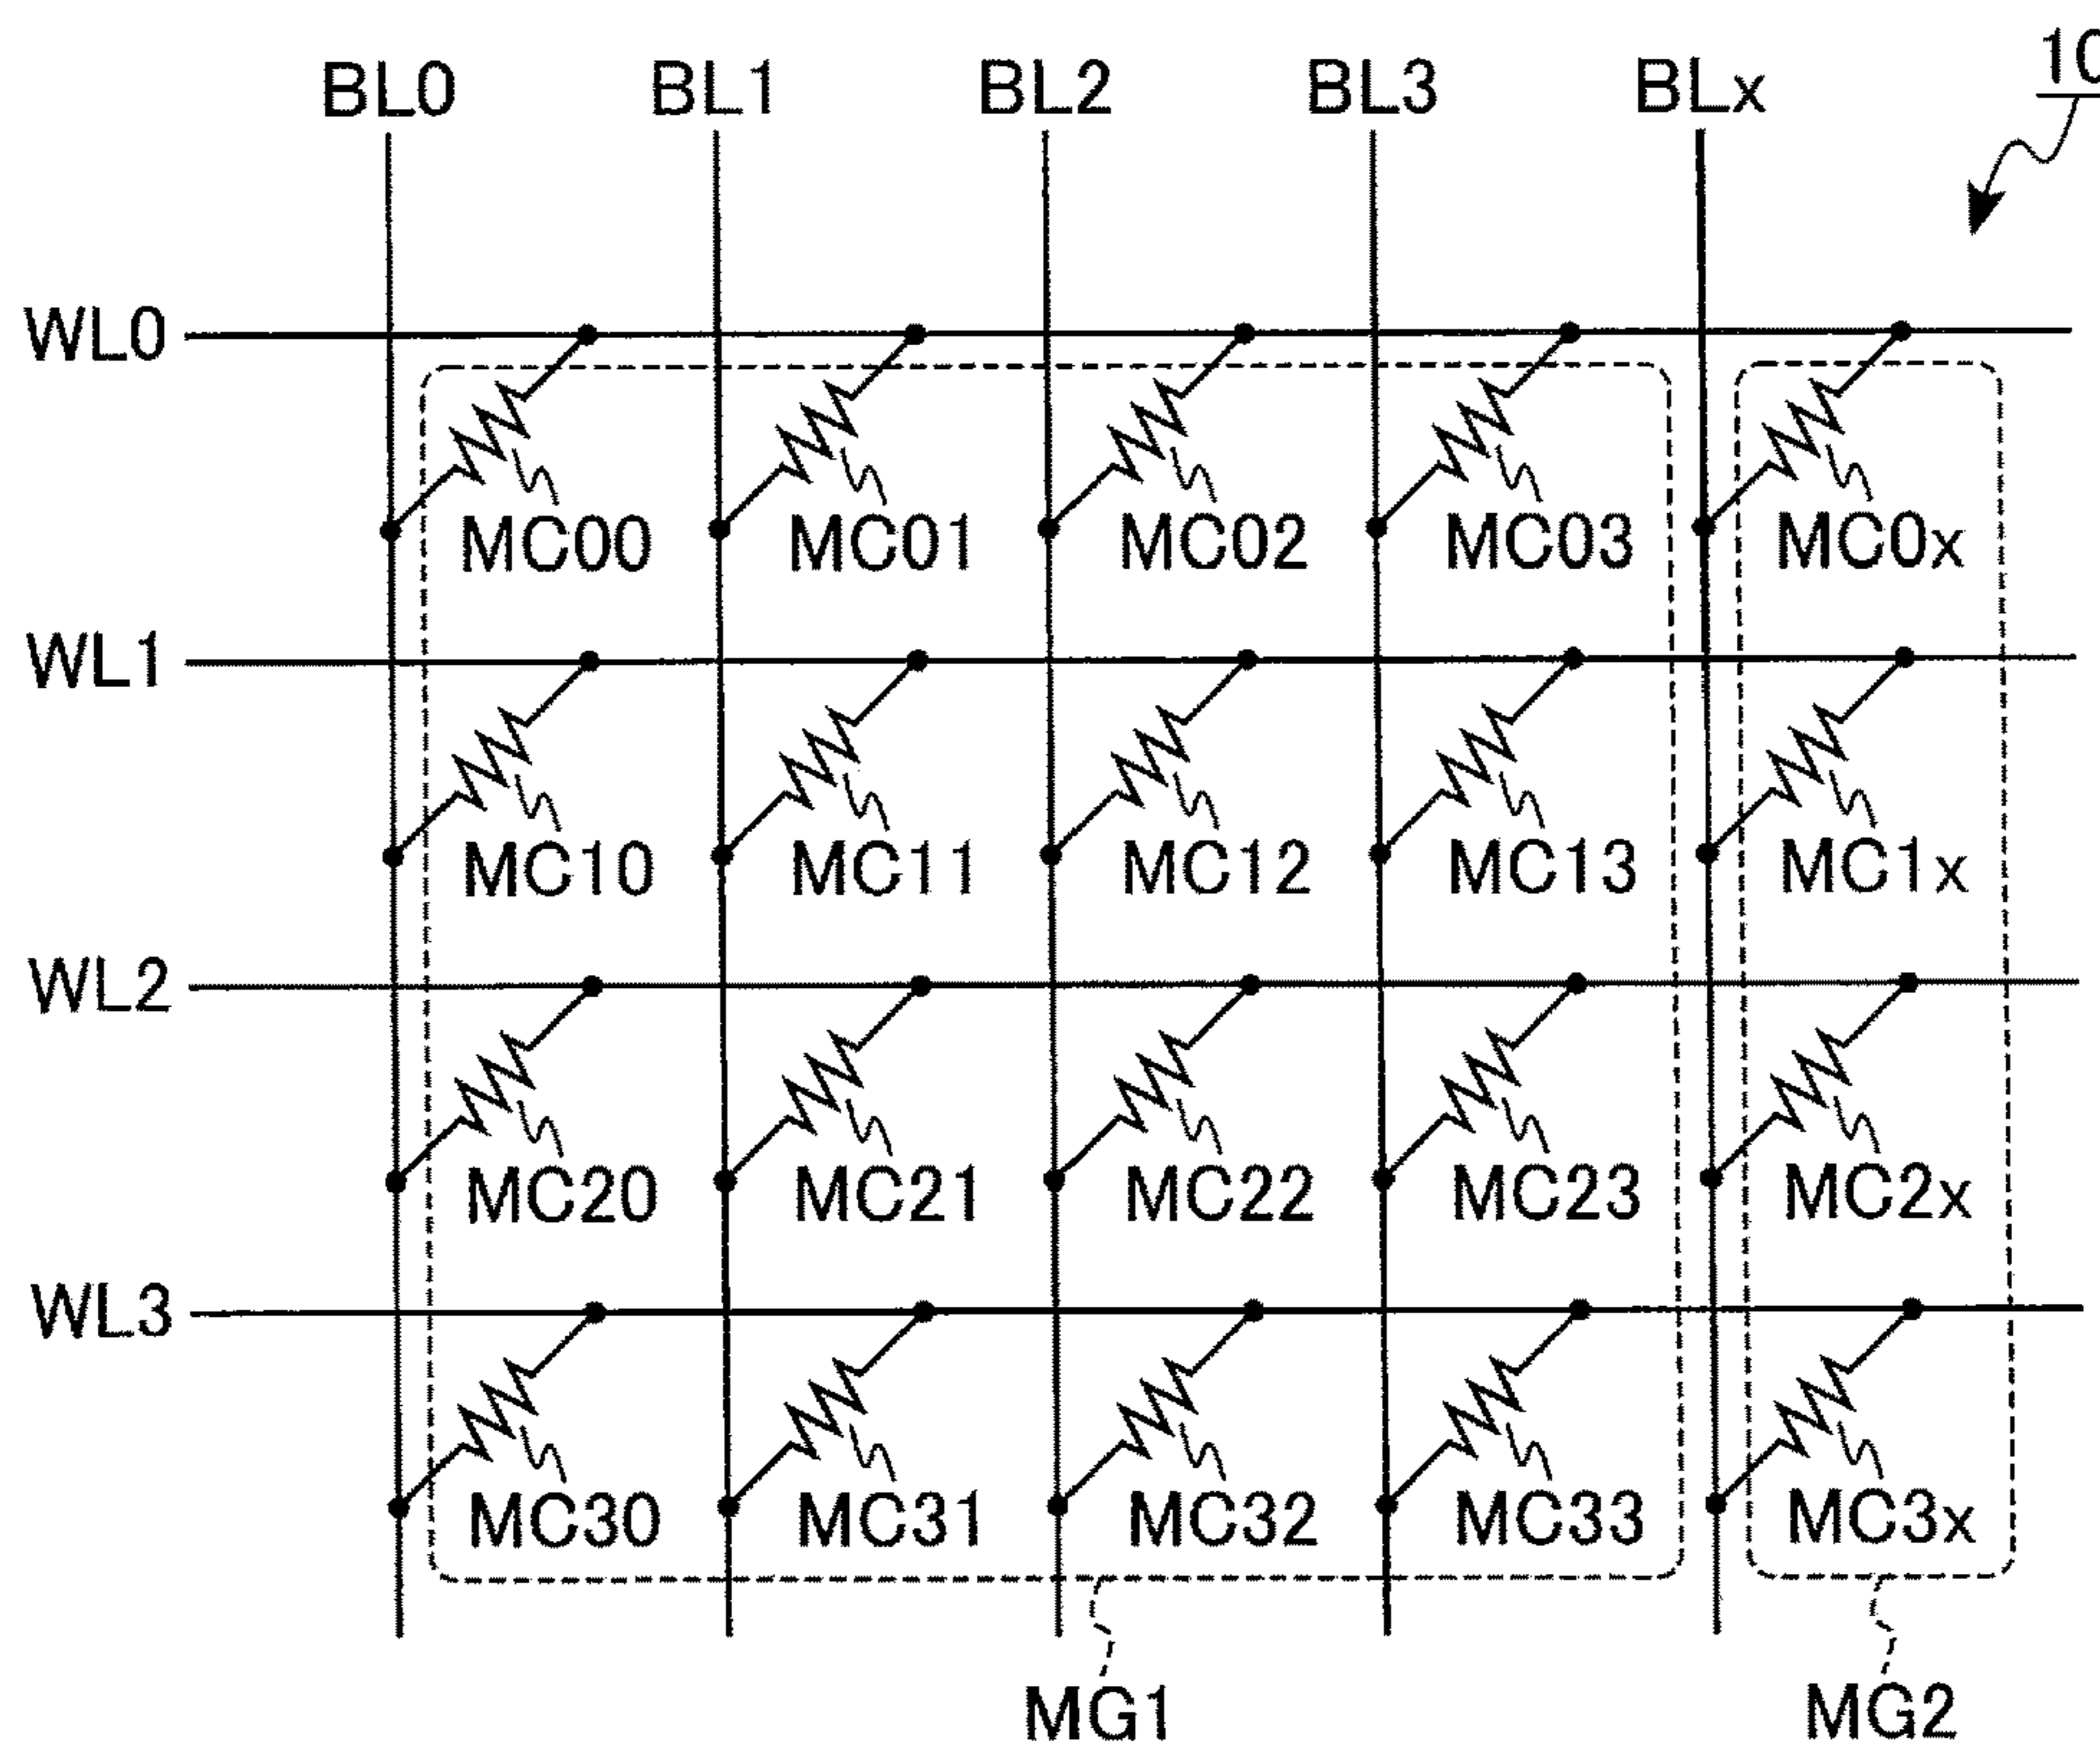 10
BL0 BL1 BL2 BL3 BLx
WL0
MC00 MC01 MC02 MC03 MC0x
WL1
MC10 MC11 MC12 MC13 MC1x
WL2
MC20 MC21 MC22 MC23 MC2x
WL3
MC30 MC31 MC32 MC33 MC3x
MG1 MG2